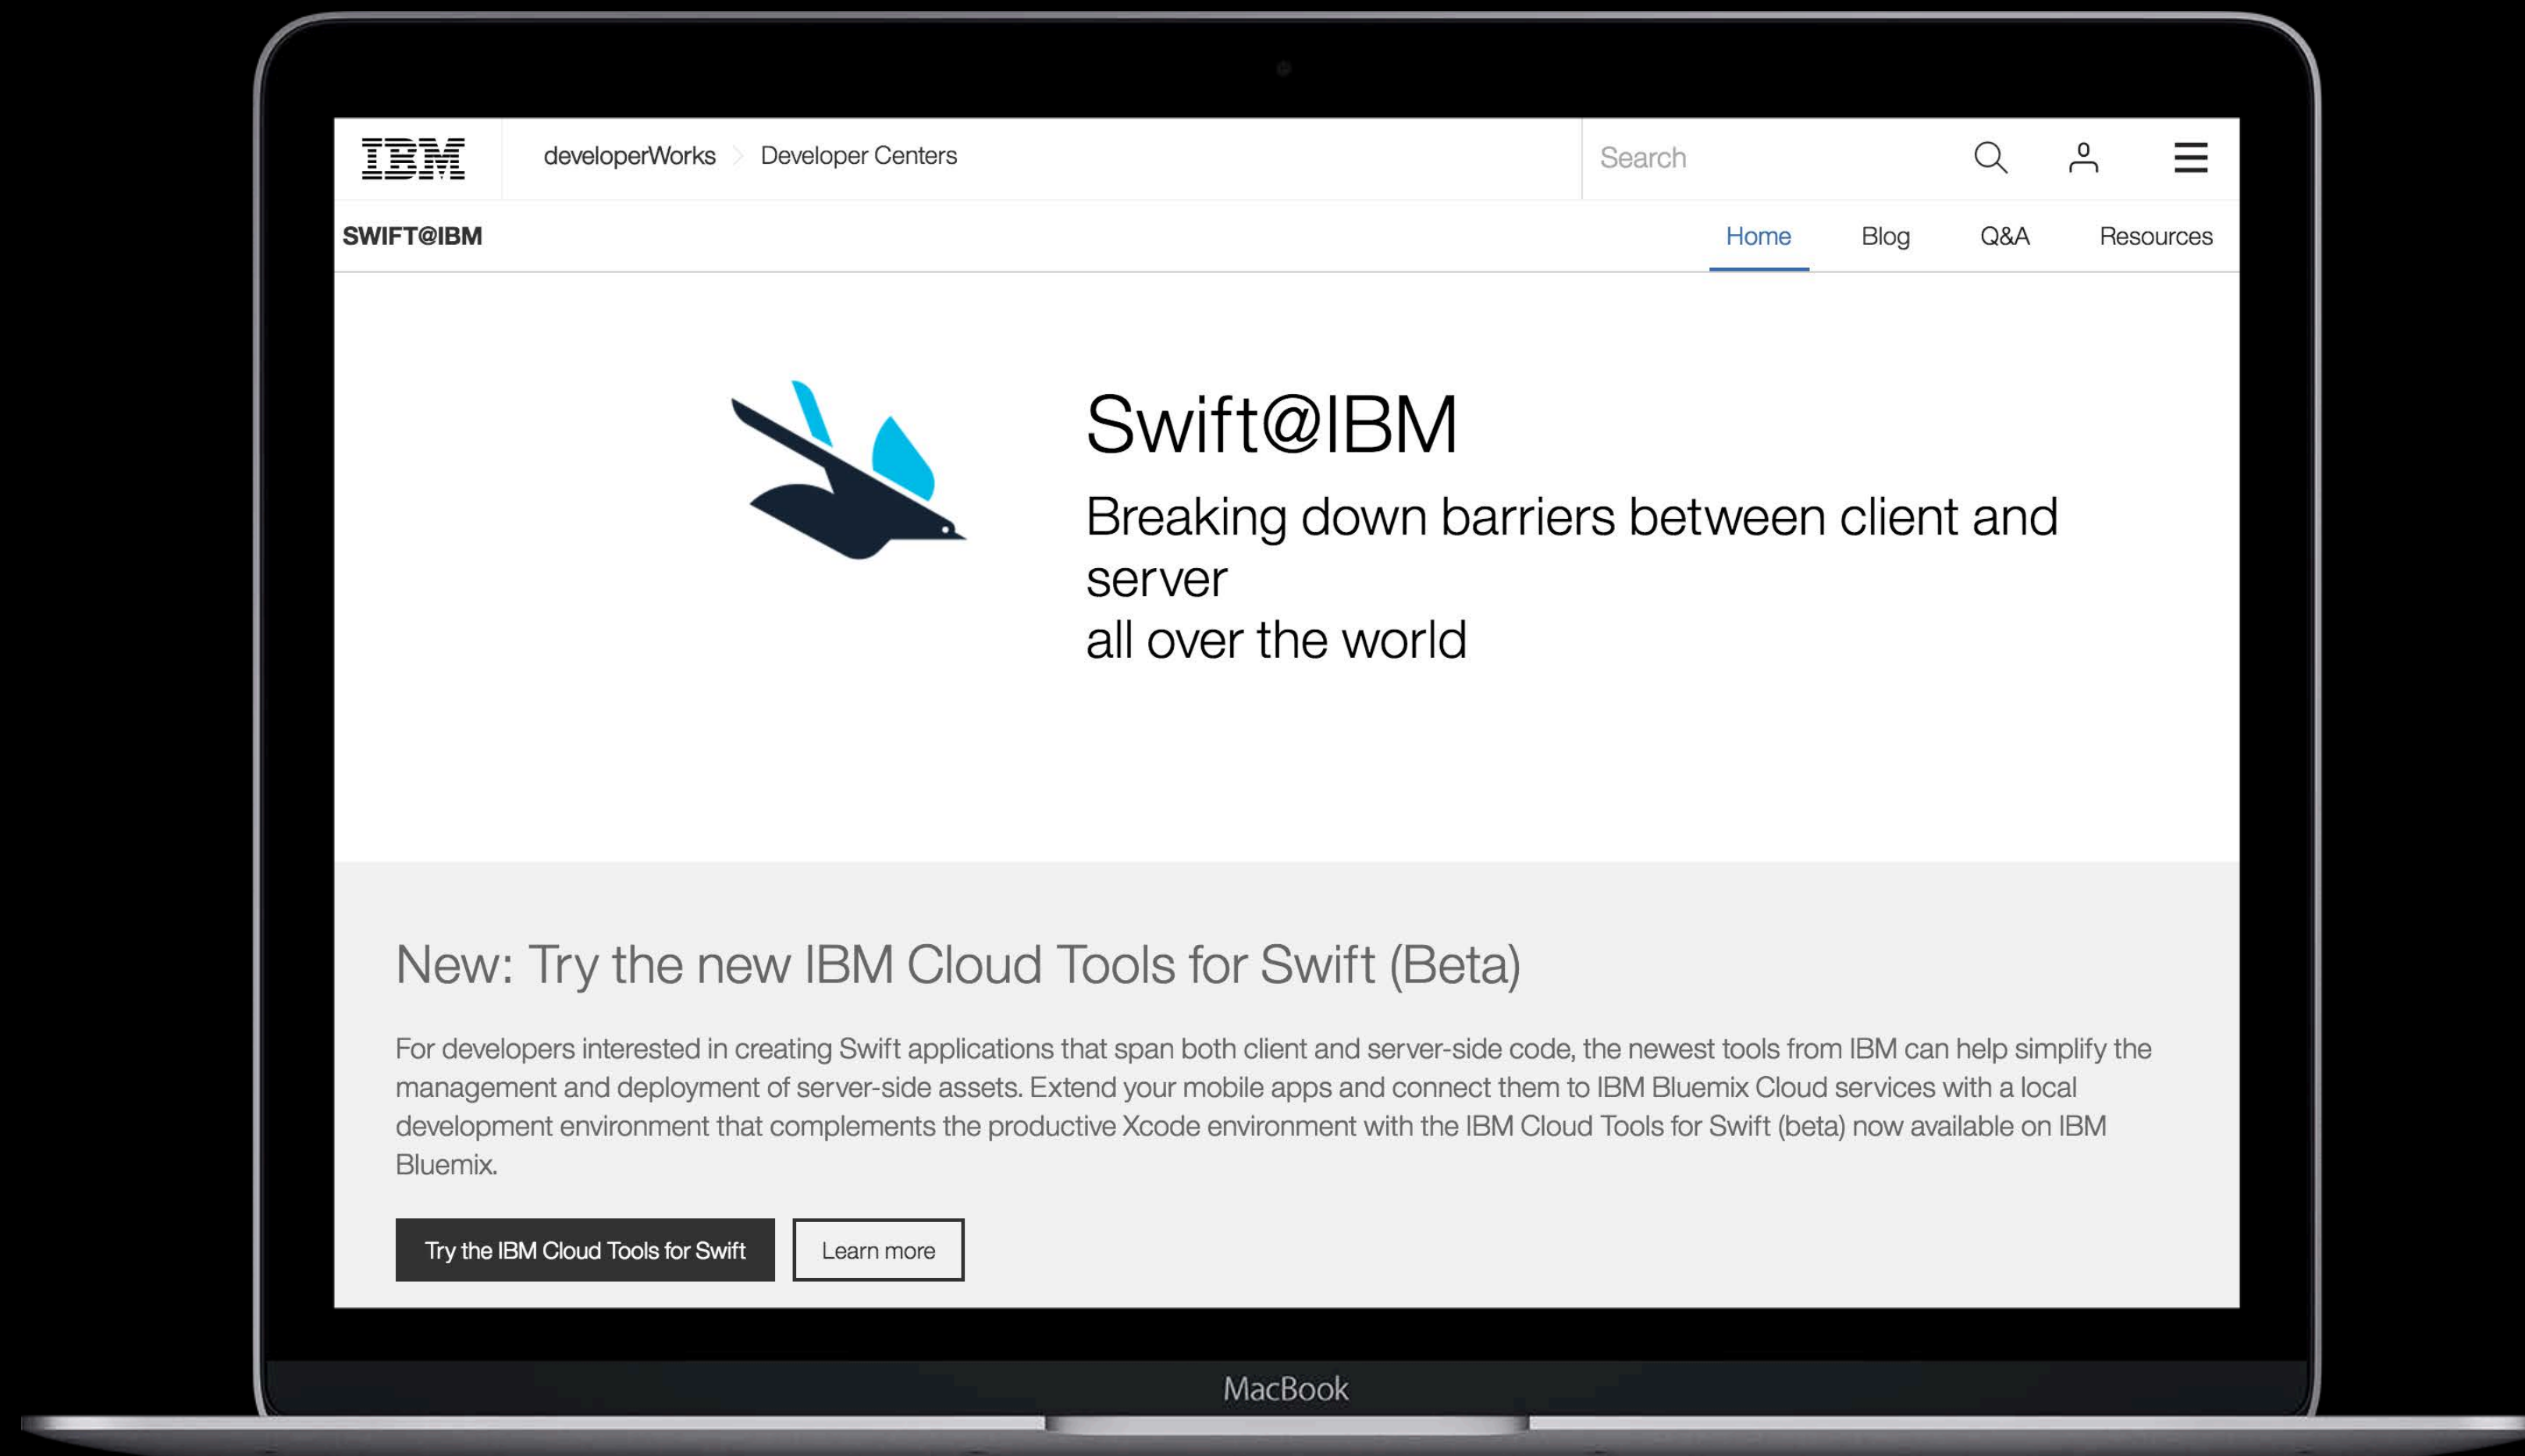 IBM
developerWorks
Developer Centers
Search
SWIFT@IBM
Home
Blog
Q&A
Resources
Swift@IBM
Breaking down barriers between client and
server
all over the world
New: Try the new IBM Cloud Tools for Swift (Beta)
For developers interested in creating Swift applications that span both client and server-side code, the newest tools from IBM can help simplify the
management and deployment of server-side assets. Extend your mobile apps and connect them to IBM Bluemix Cloud services with a local
development environment that complements the productive Xcode environment with the IBM Cloud Tools for Swift (beta) now available on IBM
Bluemix.
Try the IBM Cloud Tools for Swift
Learn more
MacBook